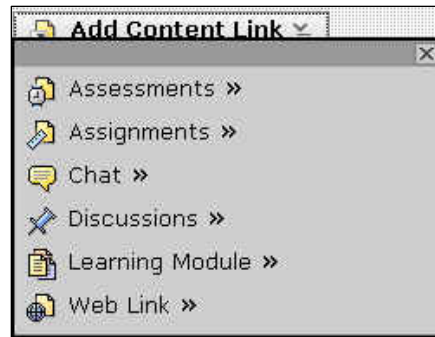 Add Content Link
Assessments »
Assignments »
Chat »
Discussions »
Learning Module »
Web Link »